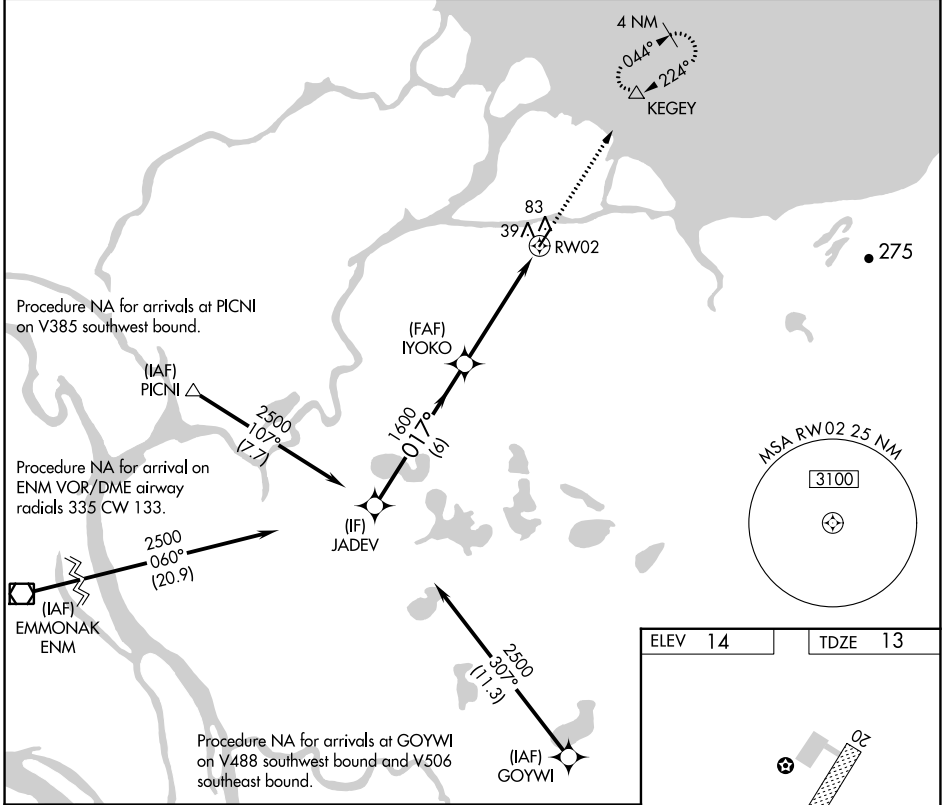 4 NM
044°
224°
KEGEY
83
39
RW02
275
Procedure NA for arrivals at PICNI
on V385 southwest bound.
(FAF)
IYOKO
(IAF)
PICNI
2500
107°
(7.7)
1600
017°
(6)
MSA RW02 25 NM
3100
Procedure NA for arrival on
ENM VOR/DME airway
radials 335 CW 133.
(IF)
JADEV
2500
060°
(20.9)
(IAF)
EMMONAK
ENM
2500
307°
(11.3)
ELEV 14
TDZE 13
Procedure NA for arrivals at GOYWI
on V488 southwest bound and V506
southeast bound.
(IAF)
GOYWI
20